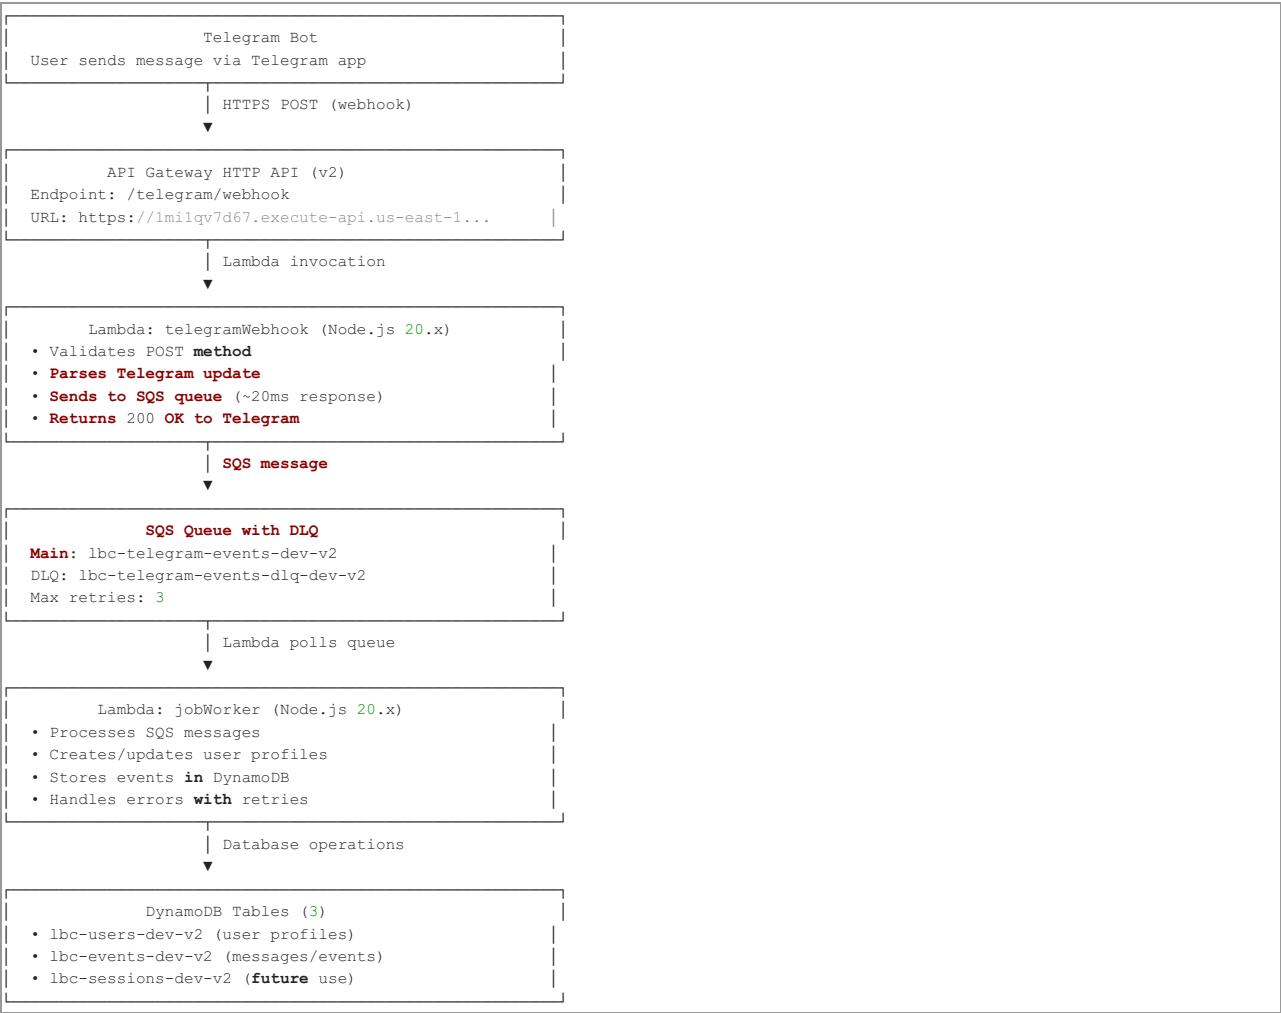 Telegram Bot
User sends message via Telegram app
HTTPS POST (webhook)
API Gateway HTTP API (v2)
Endpoint: /telegram/webhook
URL: https://1mi1qv7d67.execute-api.us-east-1...
Lambda invocation
Lambda: telegramWebhook (Node.js 20.x)
• Validates POST method
• Parses Telegram update
• Sends to SQS queue (~20ms response)
• Returns 200 OK to Telegram
SQS message
SQS Queue with DLQ
Main: lbc-telegram-events-dev-v2
DLQ: lbc-telegram-events-dlq-dev-v2
Max retries: 3
Lambda polls queue
Lambda: jobWorker (Node.js 20.x)
• Processes SQS messages
• Creates/updates user profiles
• Stores events in DynamoDB
• Handles errors with retries
Database operations
DynamoDB Tables (3)
• lbc-users-dev-v2 (user profiles)
• lbc-events-dev-v2 (messages/events)
• lbc-sessions-dev-v2 (future use)